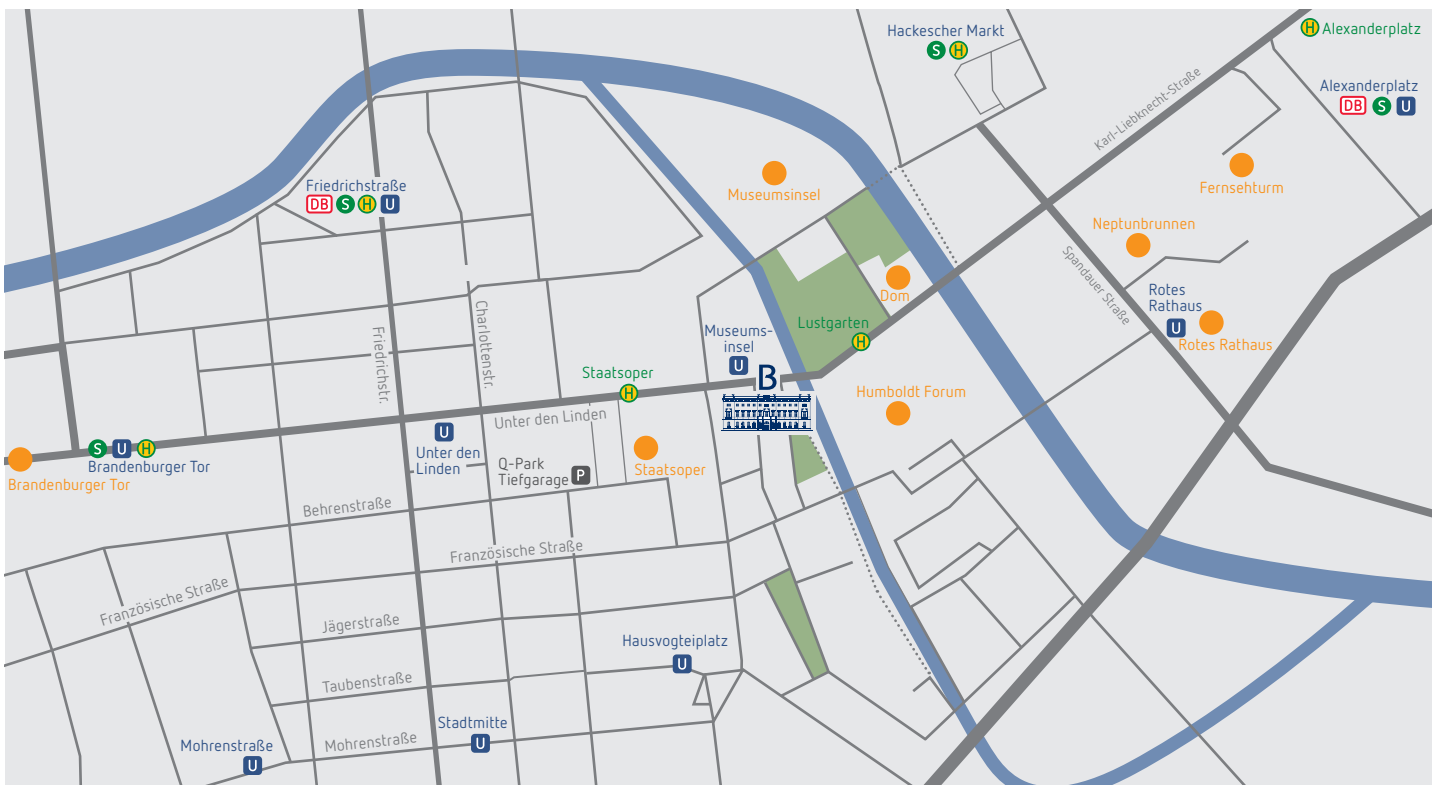 Hackescher Markt
S H
H Alexanderplatz
Alexanderplatz
DB S U
Karl-Liebknecht-Straße
Museumsinsel
Fernsehturm
Friedrichstraße
DB S H U
Neptunbrunnen
Spandauer Straße
Dom
Rotes
Rathaus
U
Rotes Rathaus
Lustgarten
H
Museums-
insel
U
B
Friedrichstr.
Charlottenstr.
Staatsoper
H
Humboldt Forum
Unter den Linden
S U H
Brandenburger Tor
Brandenburger Tor
U
Unter den
Linden
Q-Park
Tiefgarage P
Staatsoper
Behrenstraße
Französische Straße
Französische Straße
Jägerstraße
Hausvogteiplatz
U
Taubenstraße
Stadtmitte
U
Mohrenstraße
U
Mohrenstraße